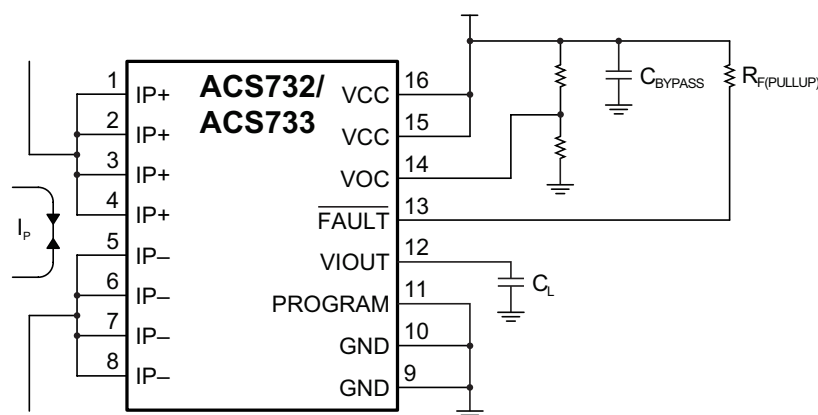 ACS732/
ACS733
1 IP+
2 IP+
3 IP+
4 IP+
5 IP–
6 IP–
7 IP–
8 IP–
I_P
VCC 16
VCC 15
VOC 14
FAULT 13
VIOUT 12
PROGRAM 11
GND 10
GND 9
C_BYPASS
R_F(PULLUP)
C_L